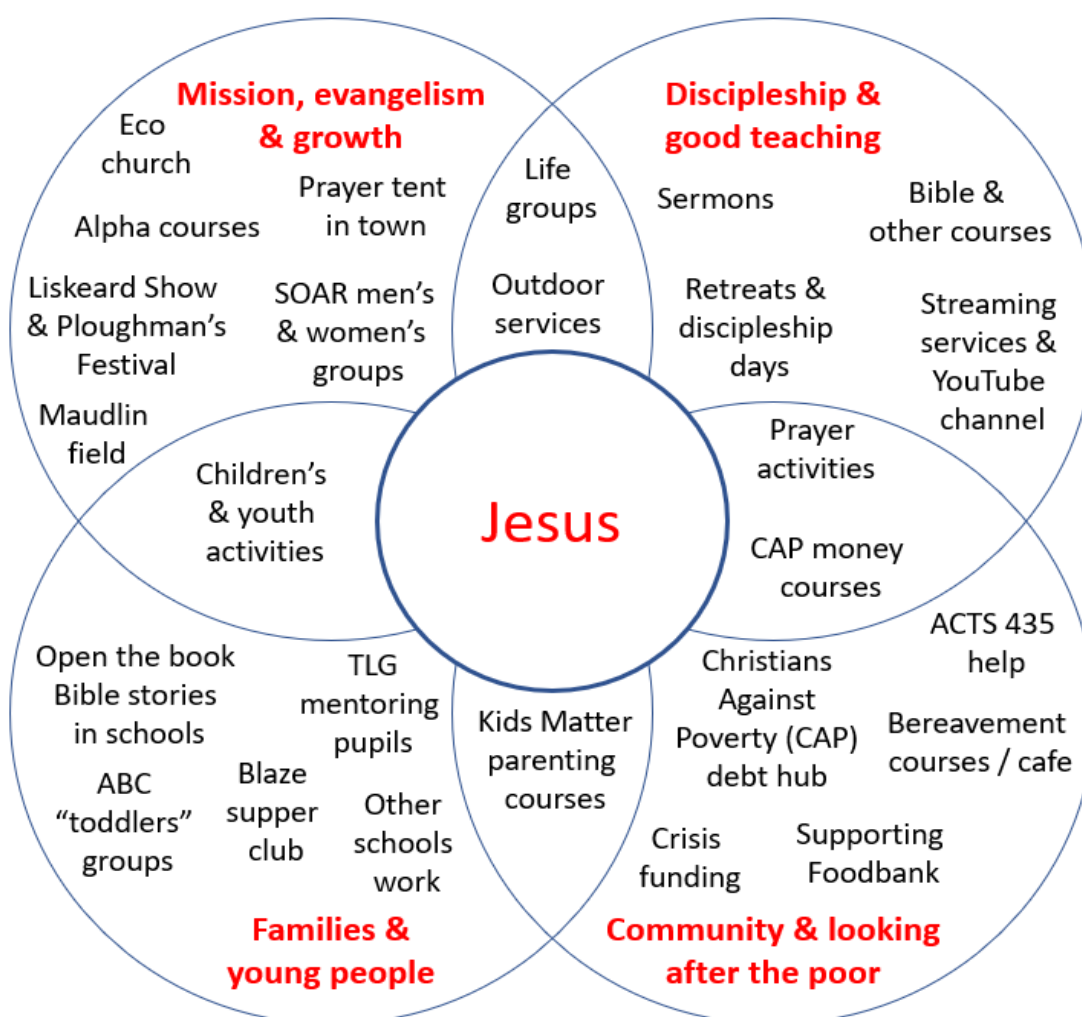 Mission, evangelism
& growth
Eco
church
Prayer tent
in town
Alpha courses
Liskeard Show
& Ploughman’s
Festival
SOAR men’s
& women’s
groups
Maudlin
field
Life
groups
Outdoor
services
Discipleship &
good teaching
Sermons
Bible &
other courses
Retreats &
discipleship
days
Streaming
services &
YouTube
channel
Children’s
& youth
activities
Jesus
Prayer
activities
CAP money
courses
Open the book
Bible stories
in schools
TLG
mentoring
pupils
ABC
“toddlers”
groups
Blaze
supper
club
Other
schools
work
Families &
young people
Kids Matter
parenting
courses
Christians
Against
Poverty (CAP)
debt hub
ACTS 435
help
Bereavement
courses / cafe
Crisis
funding
Supporting
Foodbank
Community & looking
after the poor